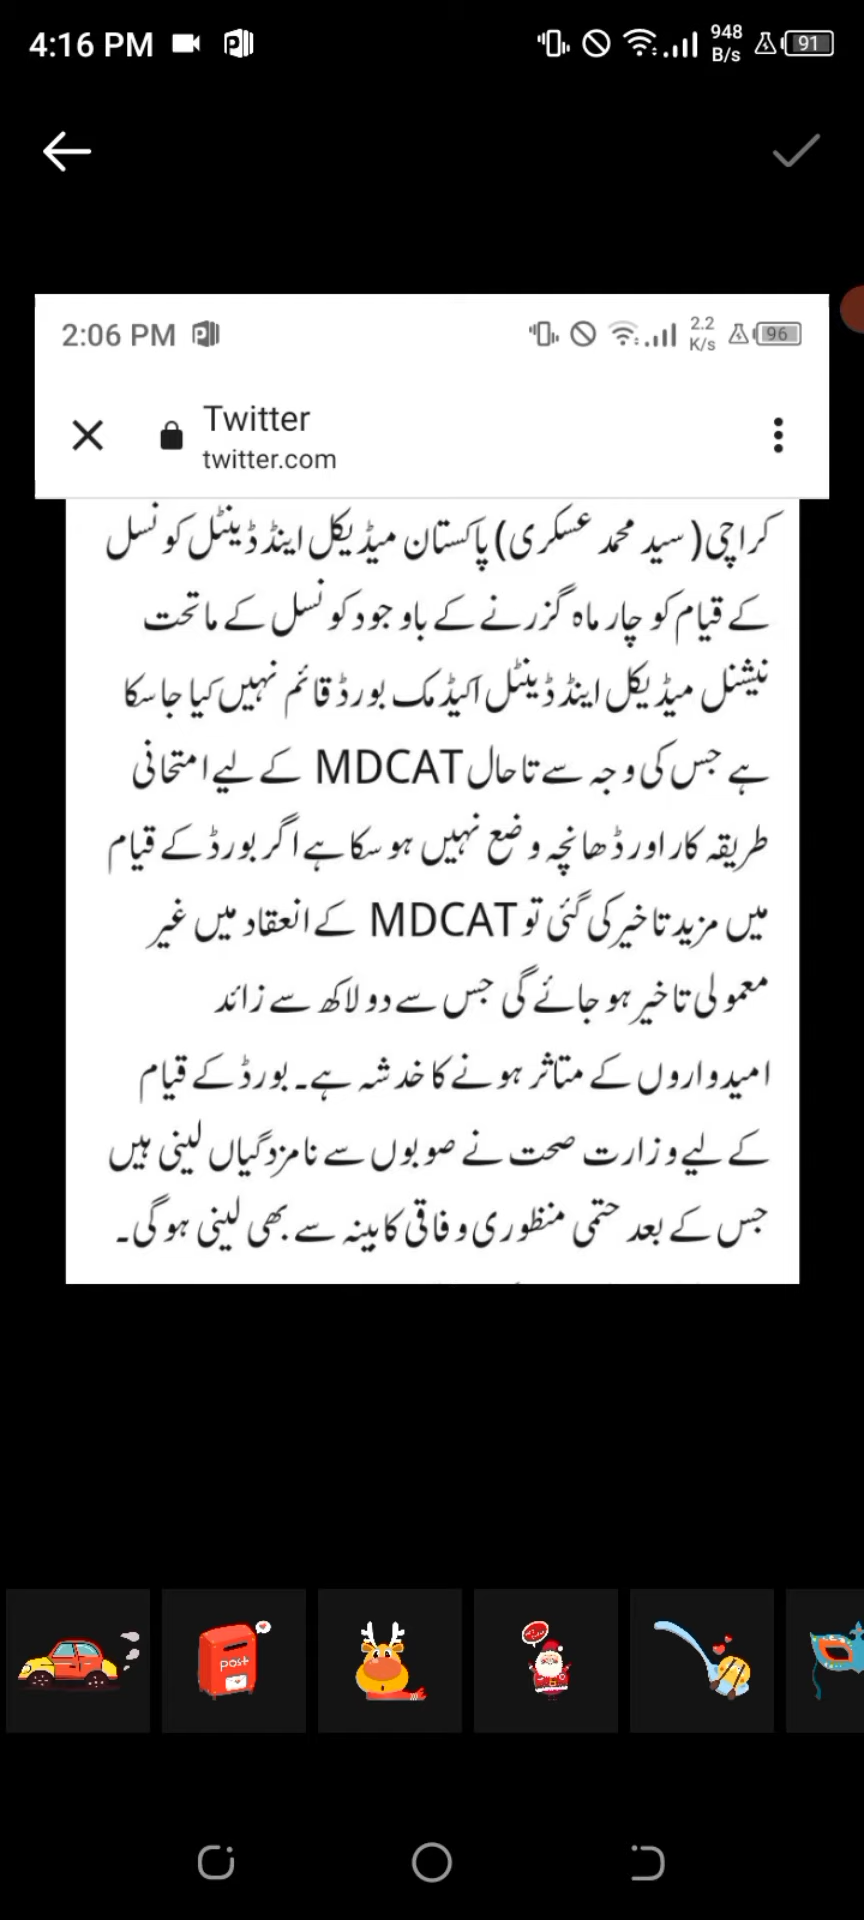 4:16 PM
948 B/s
91
2:06 PM
2.2 K/s
96
Twitter
twitter.com
کراچی (سید محمد عسکری) پاکستان میڈیکل اینڈ ڈینٹل کونسل
کے قیام کو چار ماہ گزرنے کے باوجود کونسل کے ماتحت
نیشنل میڈیکل اینڈ ڈینٹل اکیڈمک بورڈ قائم نہیں کیا جاسکا
ہے جس کی وجہ سے تاحال MDCAT کے لیے امتحانی
طریقہ کار اور ڈھانچہ وضع نہیں ہوسکا ہے اگر بورڈ کے قیام
میں مزید تاخیر کی گئی تو MDCAT کے انعقاد میں غیر
معمولی تاخیر ہو جائے گی جس سے دو لاکھ سے زائد
امیدواروں کے متاثر ہونے کا خدشہ ہے۔ بورڈ کے قیام
کے لیے وزارت صحت نے صوبوں سے نامزدگیاں لینی ہیں
جس کے بعد حتمی منظوری وفاقی کابینہ سے بھی لینی ہوگی۔
post